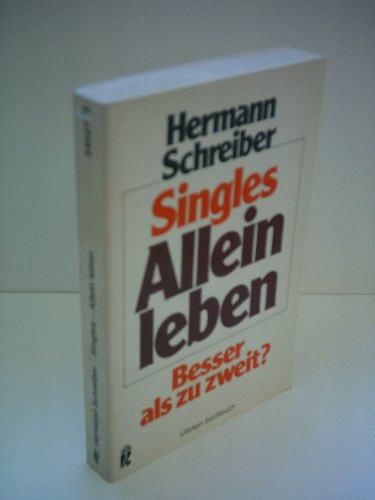 Hermann
Schreiber
Singles
Allein
leben
Besser
als zu zweit?
Ullstein Sachbuch
Hermann Schreiber · Singles - Allein leben